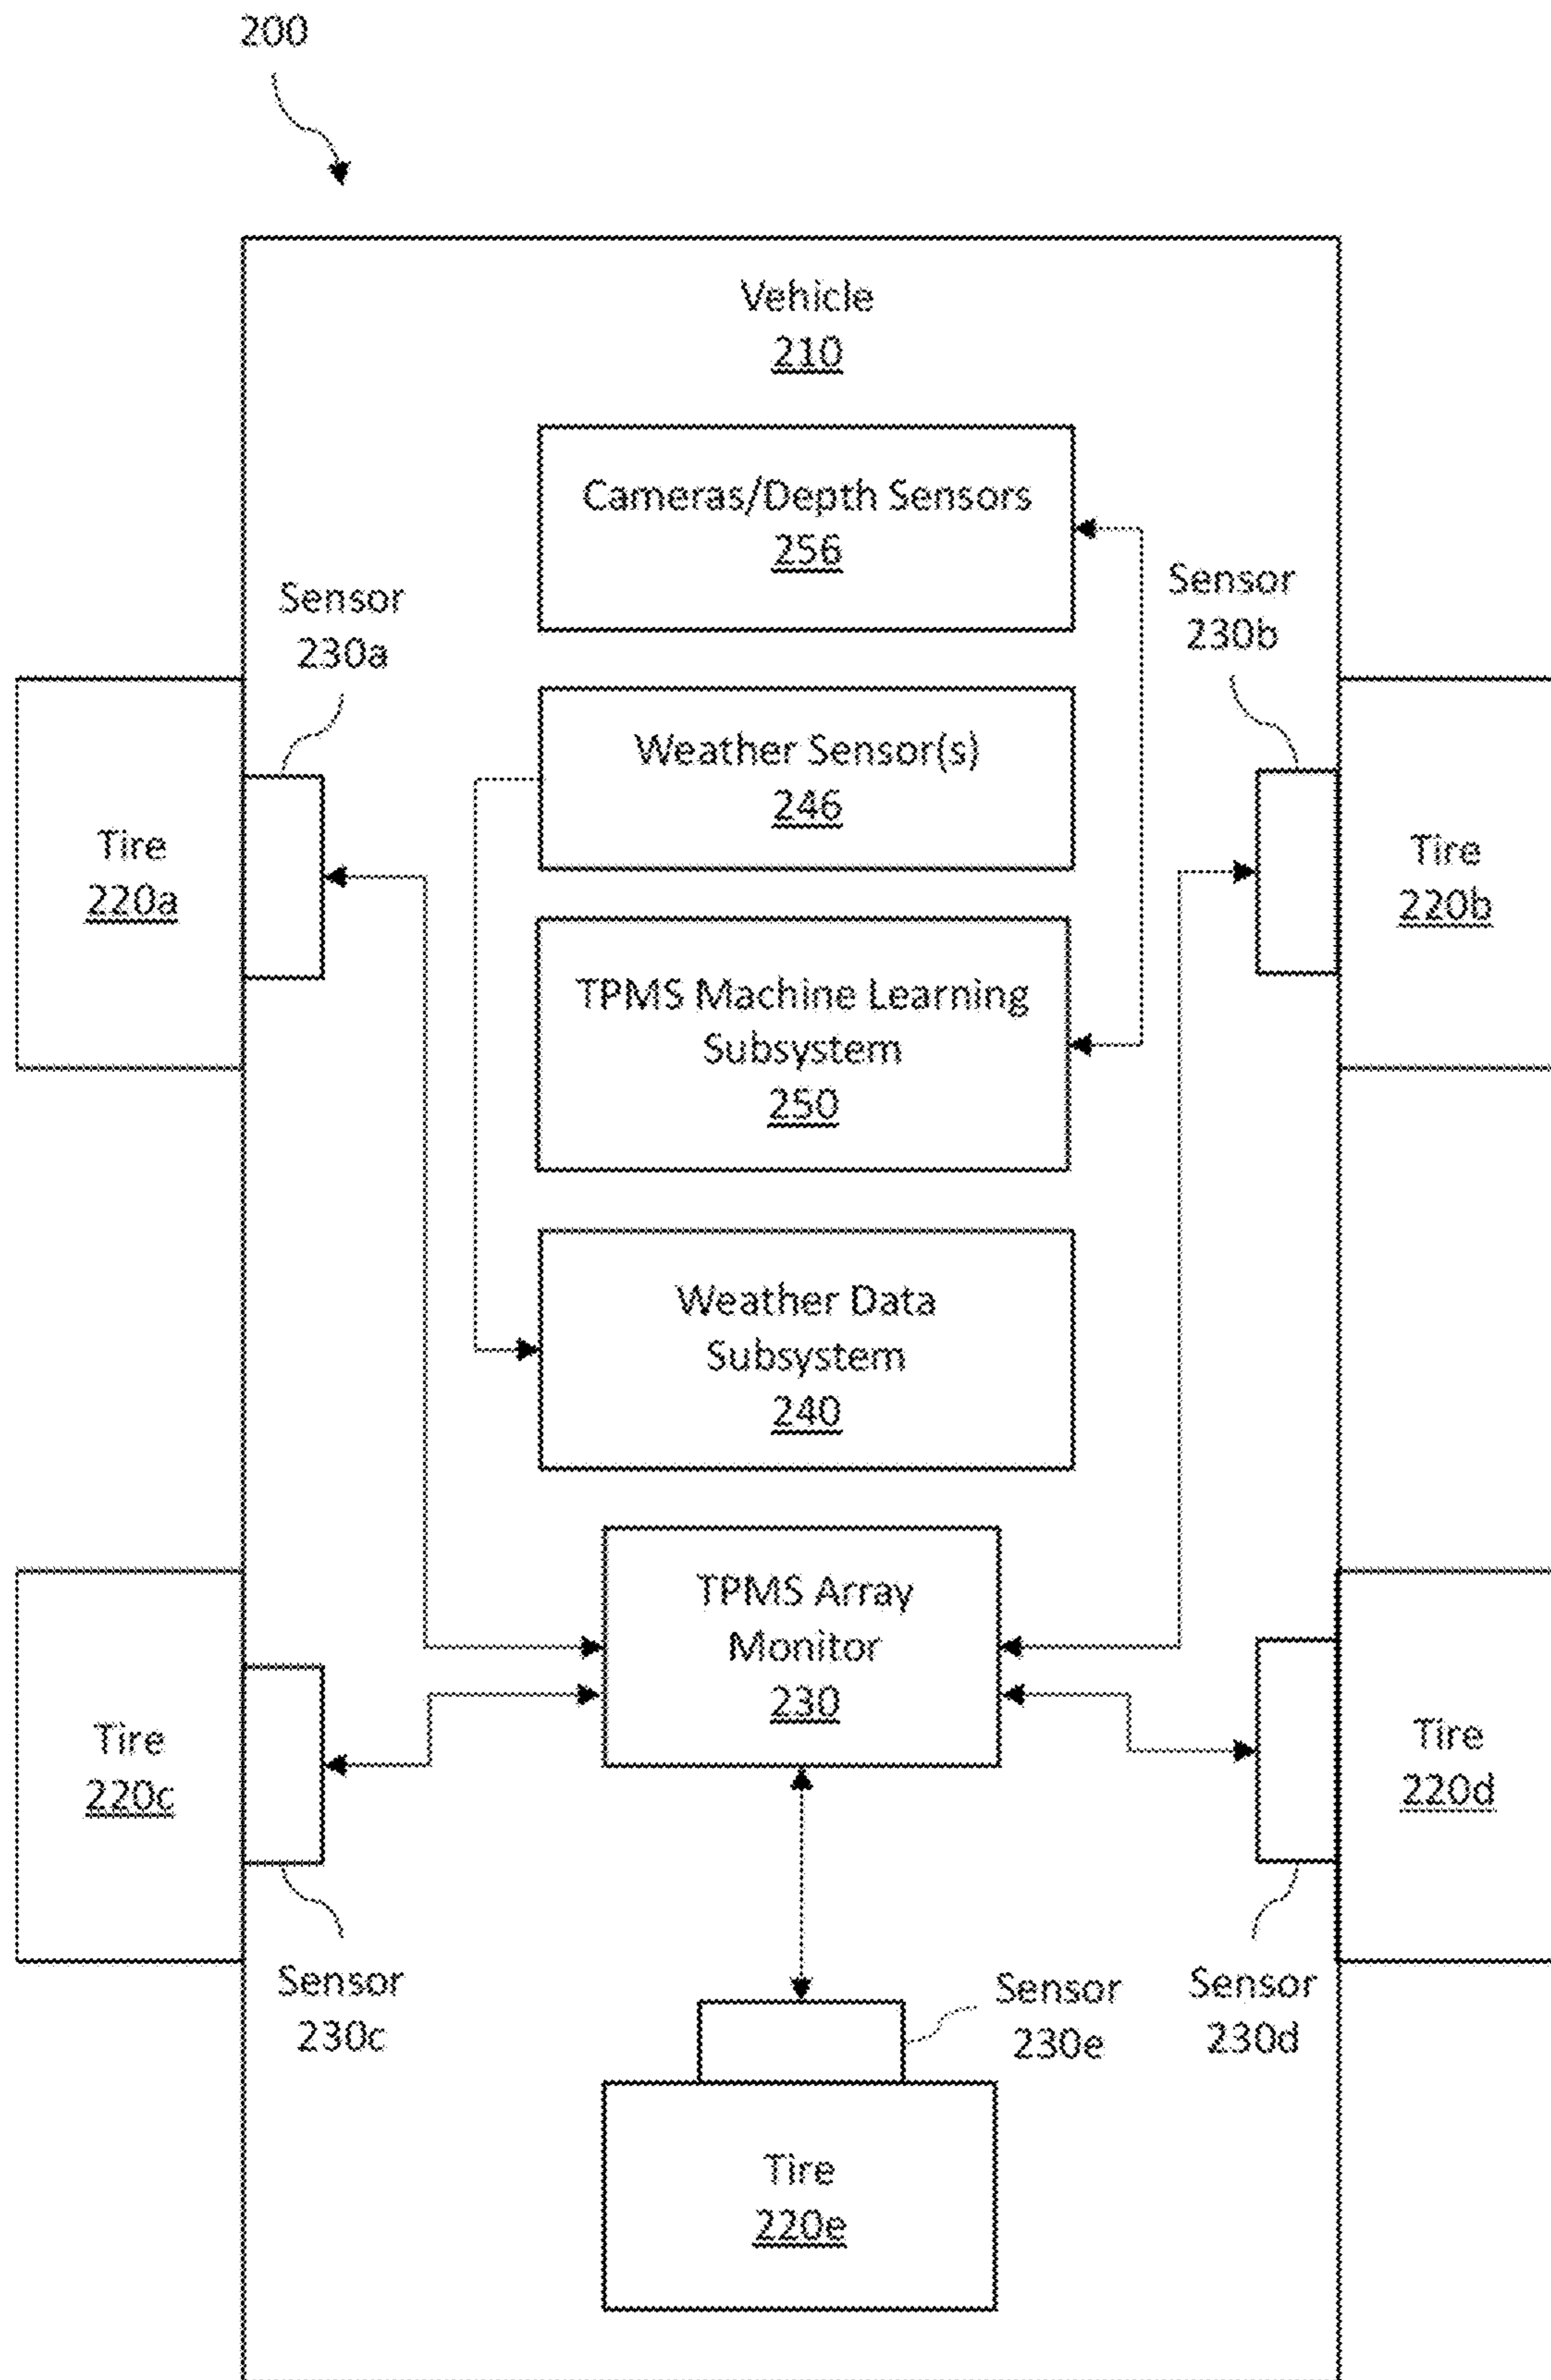 200
Vehicle
210
Cameras/Depth Sensors
256
Sensor
230a
Sensor
230b
Weather Sensor(s)
246
Tire
220a
Tire
220b
TPMS Machine Learning
Subsystem
250
Weather Data
Subsystem
240
TPMS Array
Monitor
230
Tire
220c
Tire
220d
Sensor
230c
Sensor
230e
Sensor
230d
Tire
220e